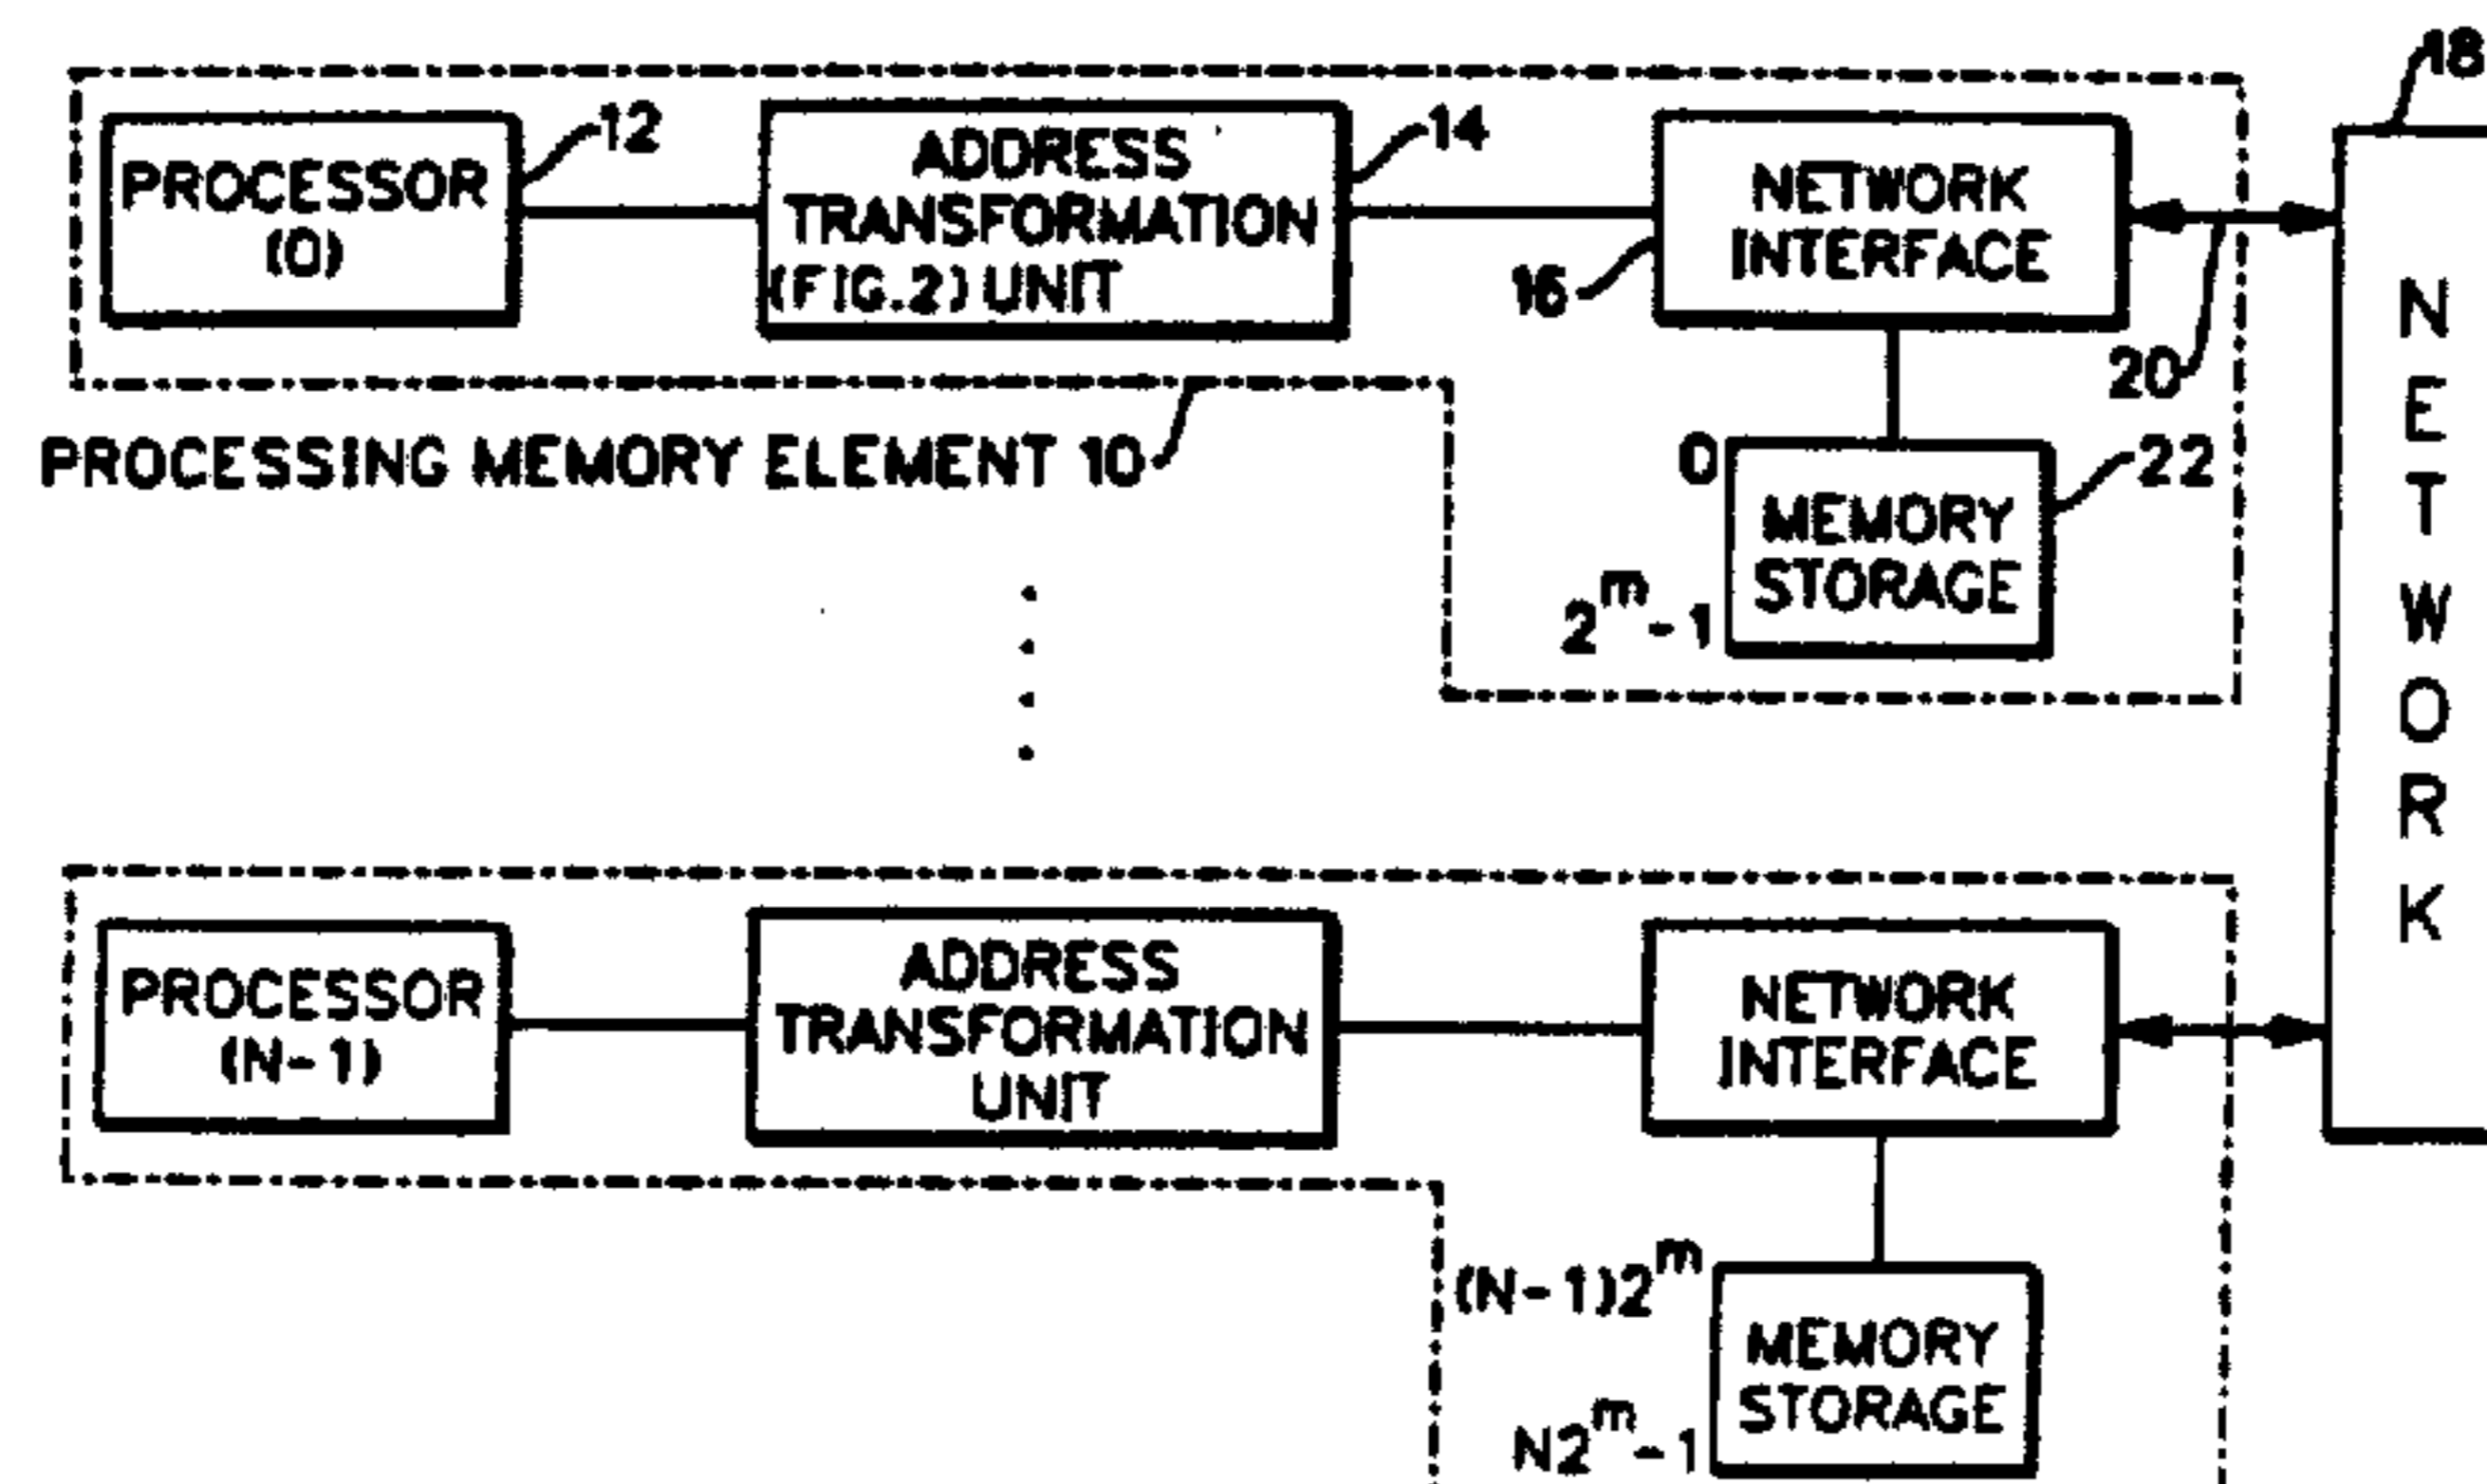 18
12
14
PROCESSOR
(0)
ADDRESS
TRANSFORMATION
(FIG.2) UNIT
NETWORK
INTERFACE
16
20
PROCESSING MEMORY ELEMENT 10
0
22
MEMORY
STORAGE
2^m-1
NETWORK
PROCESSOR
(N-1)
ADDRESS
TRANSFORMATION
UNIT
NETWORK
INTERFACE
(N-1)2^m
MEMORY
STORAGE
N2^m-1